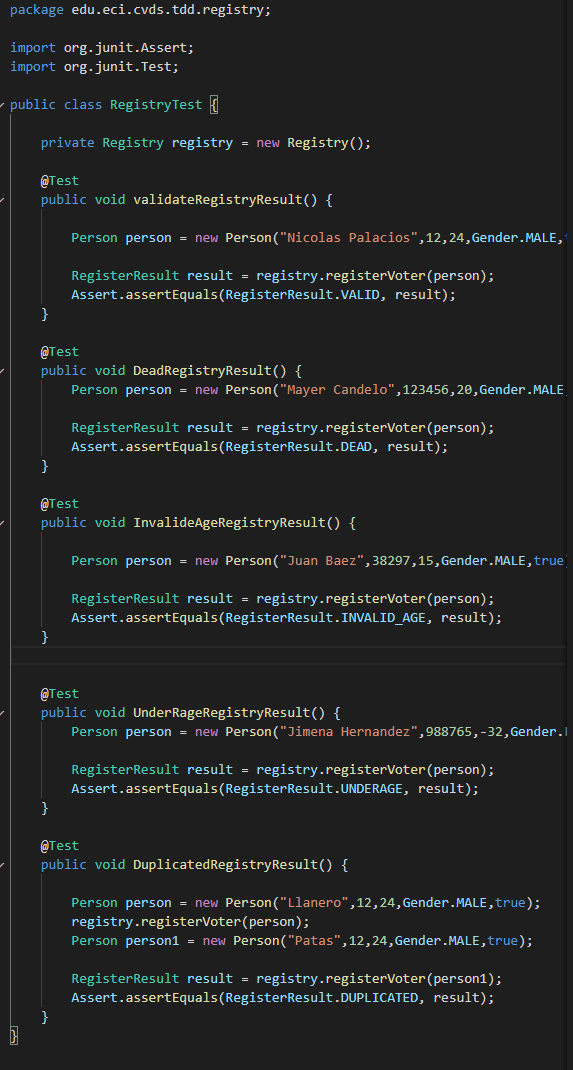 package edu.eci.cvds.tdd.registry;
import org.junit.Assert;
import org.junit.Test;
public class RegistryTest {
private Registry registry = new Registry();
@Test
public void validateRegistryResult() {
Person person = new Person("Nicolas Palacios",12,24,Gender.MALE,
RegisterResult result = registry.registerVoter(person);
Assert.assertEquals(RegisterResult.VALID, result);
}
@Test
public void DeadRegistryResult() {
Person person = new Person("Mayer Candelo",123456,20,Gender.MALE
RegisterResult result = registry.registerVoter(person);
Assert.assertEquals(RegisterResult.DEAD, result);
}
@Test
public void InvalideAgeRegistryResult() {
Person person = new Person("Juan Baez",38297,15,Gender.MALE,true
RegisterResult result = registry.registerVoter(person);
Assert.assertEquals(RegisterResult.INVALID_AGE, result);
}
@Test
public void UnderRageRegistryResult() {
Person person = new Person("Jimena Hernandez",988765,-32,Gender.
RegisterResult result = registry.registerVoter(person);
Assert.assertEquals(RegisterResult.UNDERAGE, result);
}
@Test
public void DuplicatedRegistryResult() {
Person person = new Person("Llanero",12,24,Gender.MALE,true);
registry.registerVoter(person);
Person person1 = new Person("Patas",12,24,Gender.MALE,true);
RegisterResult result = registry.registerVoter(person1);
Assert.assertEquals(RegisterResult.DUPLICATED, result);
}
}